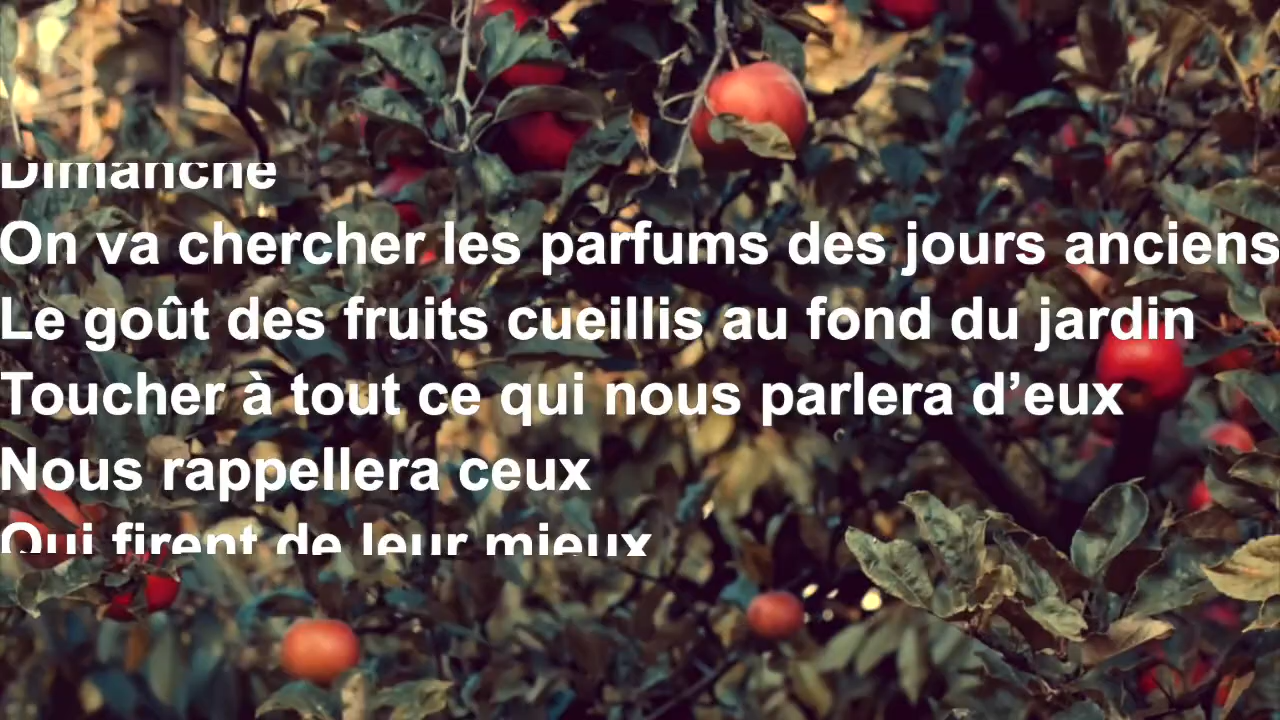 Dimanche
On va chercher les parfums des jours anciens
Le goût des fruits cueillis au fond du jardin
Toucher à tout ce qui nous parlera d’eux
Nous rappellera ceux
Qui firent de leur mieux